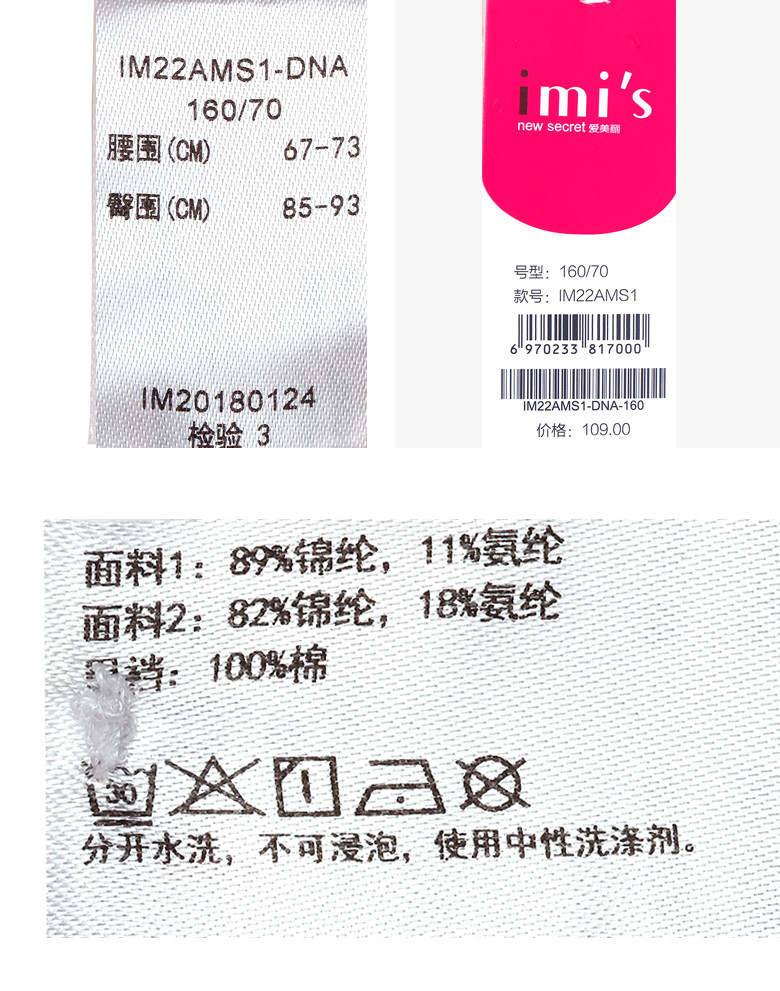 IM22AMS1-DNA
160/70
腰围(CM) 67-73
臀围(CM) 85-93
IM20180124
检验 3
imi's
new secret 爱美丽
号型: 160/70
款号: IM22AMS1
6 970233 817000
IM22AMS1-DNA-160
价格: 109.00
面料1: 89%锦纶, 11%氨纶
面料2: 82%锦纶, 18%氨纶
裆: 100%棉
30
分开水洗, 不可浸泡, 使用中性洗涤剂。